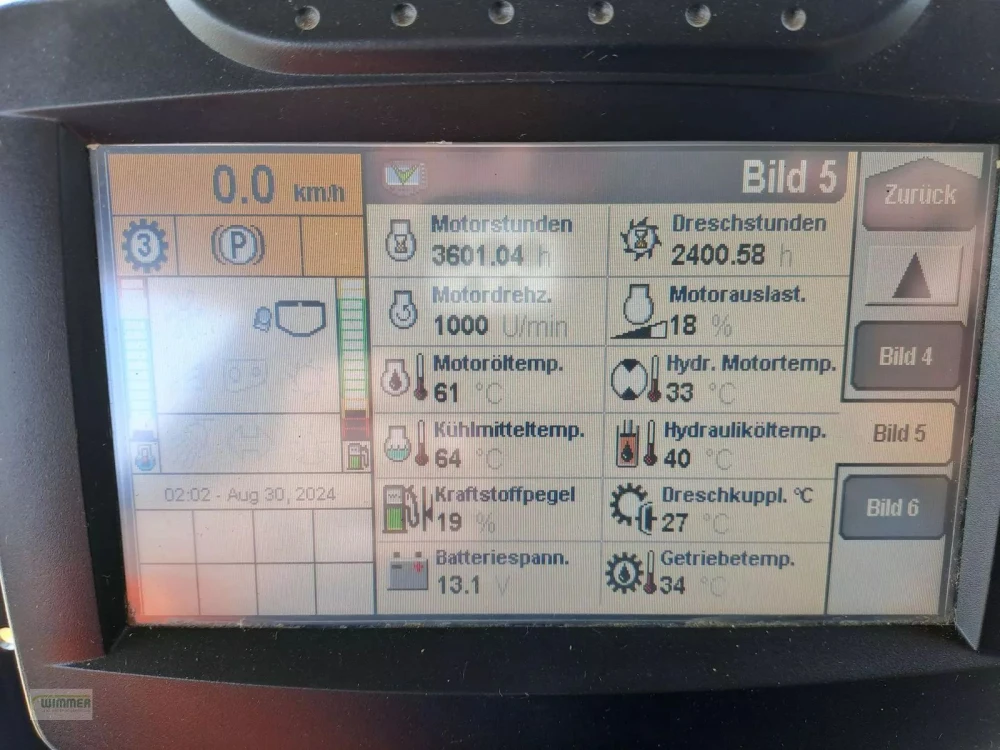 0.0 km/h
3
P
02:02 - Aug 30, 2024
Bild 5
Motorstunden
3601.04 h
Dreschstunden
2400.58 h
Motordrehz.
1000 U/min
Motorauslast.
18 %
Motoröltemp.
61 °C
Hydr. Motortemp.
33 °C
Kühlmitteltemp.
64 °C
Hydrauliköltemp.
40 °C
Kraftstoffpegel
19 %
Dreschkuppl. °C
27 °C
Batteriespann.
13.1 V
Getriebetemp.
34 °C
Zurück
Bild 4
Bild 5
Bild 6
WIMMER